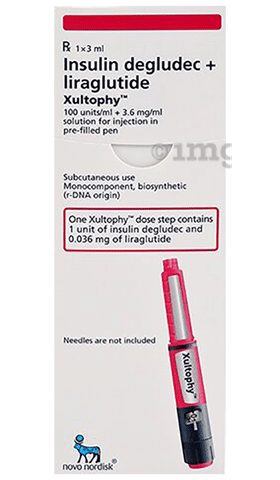 ℞ 1×3 ml
Insulin degludec +
liraglutide
Xultophy™
100 units/ml + 3.6 mg/ml
solution for injection in
pre-filled pen
1mg
Subcutaneous use
Monocomponent, biosynthetic
(r-DNA origin)
One Xultophy™ dose step contains
1 unit of insulin degludec and
0.036 mg of liraglutide
Xultophy™
Needles are not included
novo nordisk®